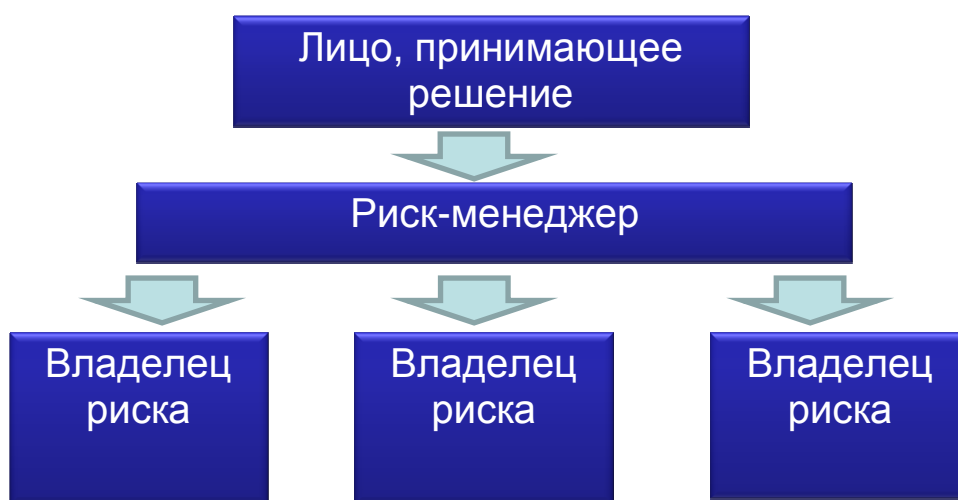 Лицо, принимающее
решение
Риск-менеджер
Владелец
риска
Владелец
риска
Владелец
риска